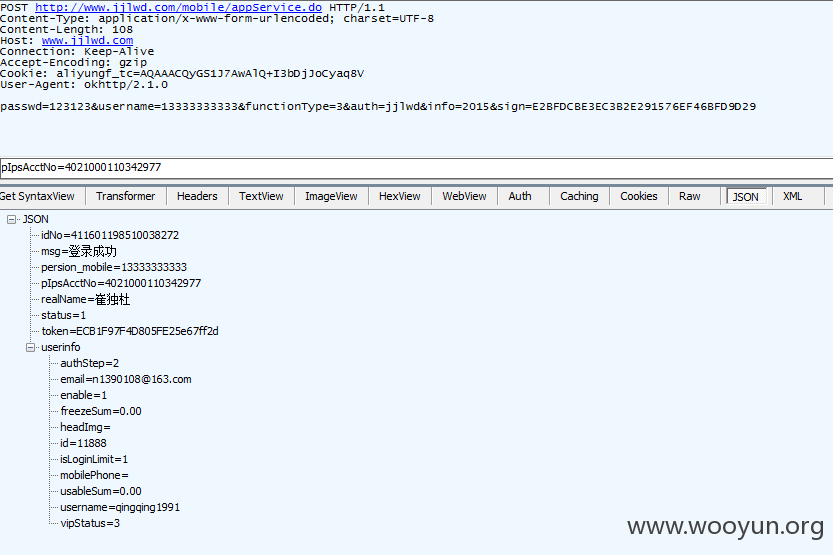 POST http://www.jjlwd.com/mobile/appService.do HTTP/1.1
Content-Type: application/x-www-form-urlencoded; charset=UTF-8
Content-Length: 108
Host: www.jjlwd.com
Connection: Keep-Alive
Accept-Encoding: gzip
Cookie: aliyungf_tc=AQAAACQyGS1J7AwAlQ+I3bDjJoCyaq8V
User-Agent: okhttp/2.1.0
passwd=123123&username=13333333333&functionType=3&auth=jjlwd&info=2015&sign=E2BFDCBE3EC3B2E291576EF46BFD9D29
pIpsAcctNo=4021000110342977
Get SyntaxView Transformer Headers TextView ImageView HexView WebView Auth Caching Cookies Raw JSON XML
JSON
idNo=411601198510038272
msg=登录成功
persion_mobile=13333333333
pIpsAcctNo=4021000110342977
realName=崔独杜
status=1
token=ECB1F97F4D805FE25e67ff2d
userinfo
authStep=2
email=n1390108@163.com
enable=1
freezeSum=0.00
headImg=
id=11888
isLoginLimit=1
mobilePhone=
usableSum=0.00
username=qingqing1991
vipStatus=3
www.wooyun.org